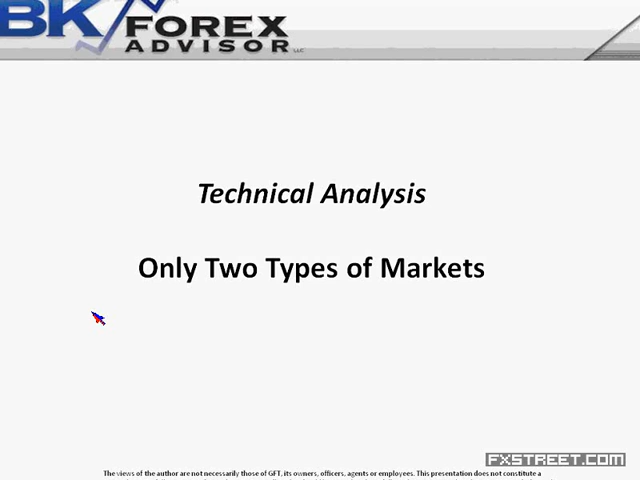 BK FOREX
ADVISOR LLC
Technical Analysis
Only Two Types of Markets
FXSTREET.COM
The views of the author are not necessarily those of GFT, its owners, officers, agents or employees. This presentation does not constitute a